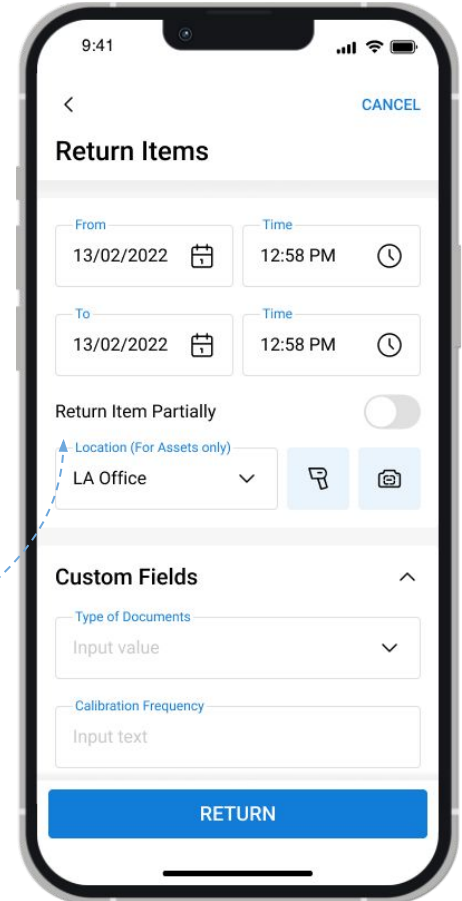 9:41
CANCEL
Return Items
From
Time
13/02/2022
12:58 PM
To
Time
13/02/2022
12:58 PM
Return Item Partially
Location (For Assets only)
LA Office
Custom Fields
Type of Documents
Input value
Calibration Frequency
Input text
RETURN